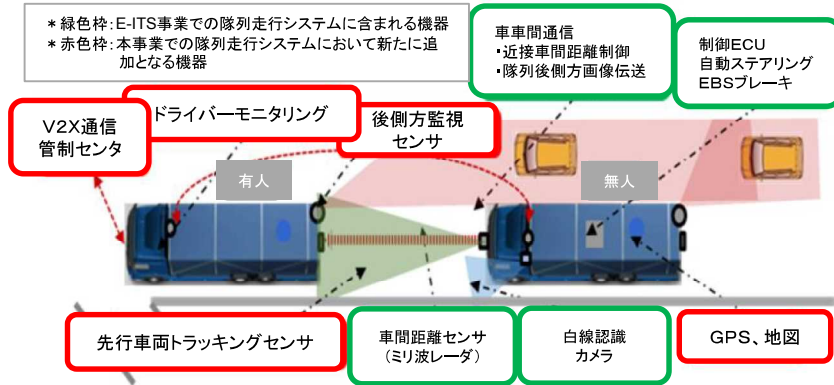 ＊緑色枠：E-ITS事業での隊列走行システムに含まれる機器
＊赤色枠：本事業での隊列走行システムにおいて新たに追
加となる機器
車車間通信
・近接車間距離制御
・隊列後側方画像伝送
制御ECU
自動ステアリング
EBSブレーキ
V2X通信
管制センタ
ドライバーモニタリング
後側方監視
センサ
有人
無人
先行車両トラッキングセンサ
車間距離センサ
（ミリ波レーダ）
白線認識
カメラ
GPS、地図